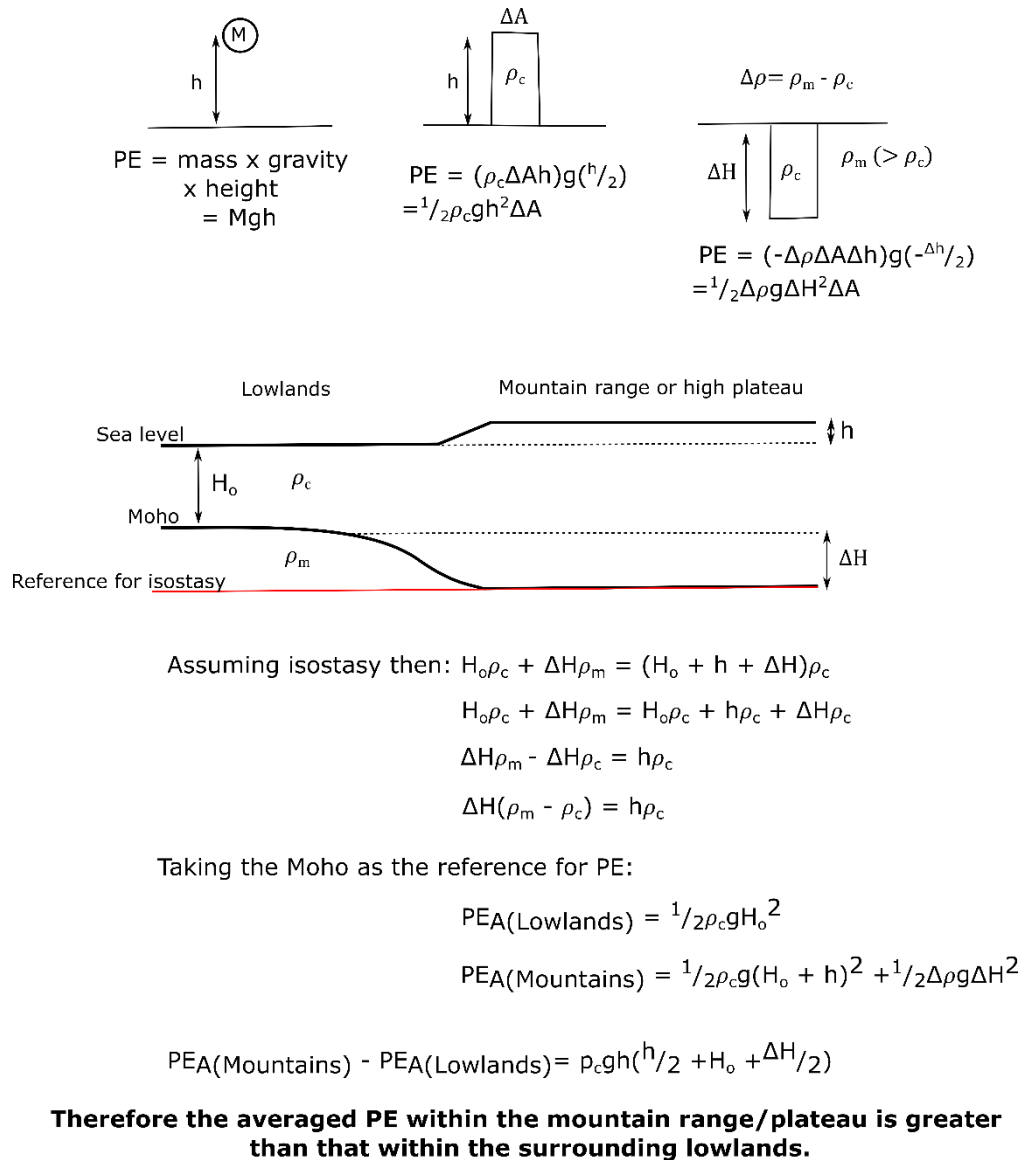 ΔA
M
h
h
ρc
Δρ= ρm - ρc
PE = mass x gravity
x height
= Mgh
PE = (ρcΔAh)g(h/2)
=1/2ρcgh2ΔA
ΔH
ρc
ρm (> ρc)
PE = (-ΔρΔAΔh)g(-Δh/2)
=1/2ΔρgΔH2ΔA
Lowlands
Mountain range or high plateau
Sea level
h
Ho
ρc
Moho
ρm
ΔH
Reference for isostasy
Assuming isostasy then: Hoρc + ΔHρm = (Ho + h + ΔH)ρc
Hoρc + ΔHρm = Hoρc + hρc + ΔHρc
ΔHρm - ΔHρc = hρc
ΔH(ρm - ρc) = hρc
Taking the Moho as the reference for PE:
PEA(Lowlands) = 1/2ρcgHo2
PEA(Mountains) = 1/2ρcg(Ho + h)2 +1/2ΔρgΔH2
PEA(Mountains) - PEA(Lowlands)= pcgh(h/2 +Ho +ΔH/2)
Therefore the averaged PE within the mountain range/plateau is greater
than that within the surrounding lowlands.